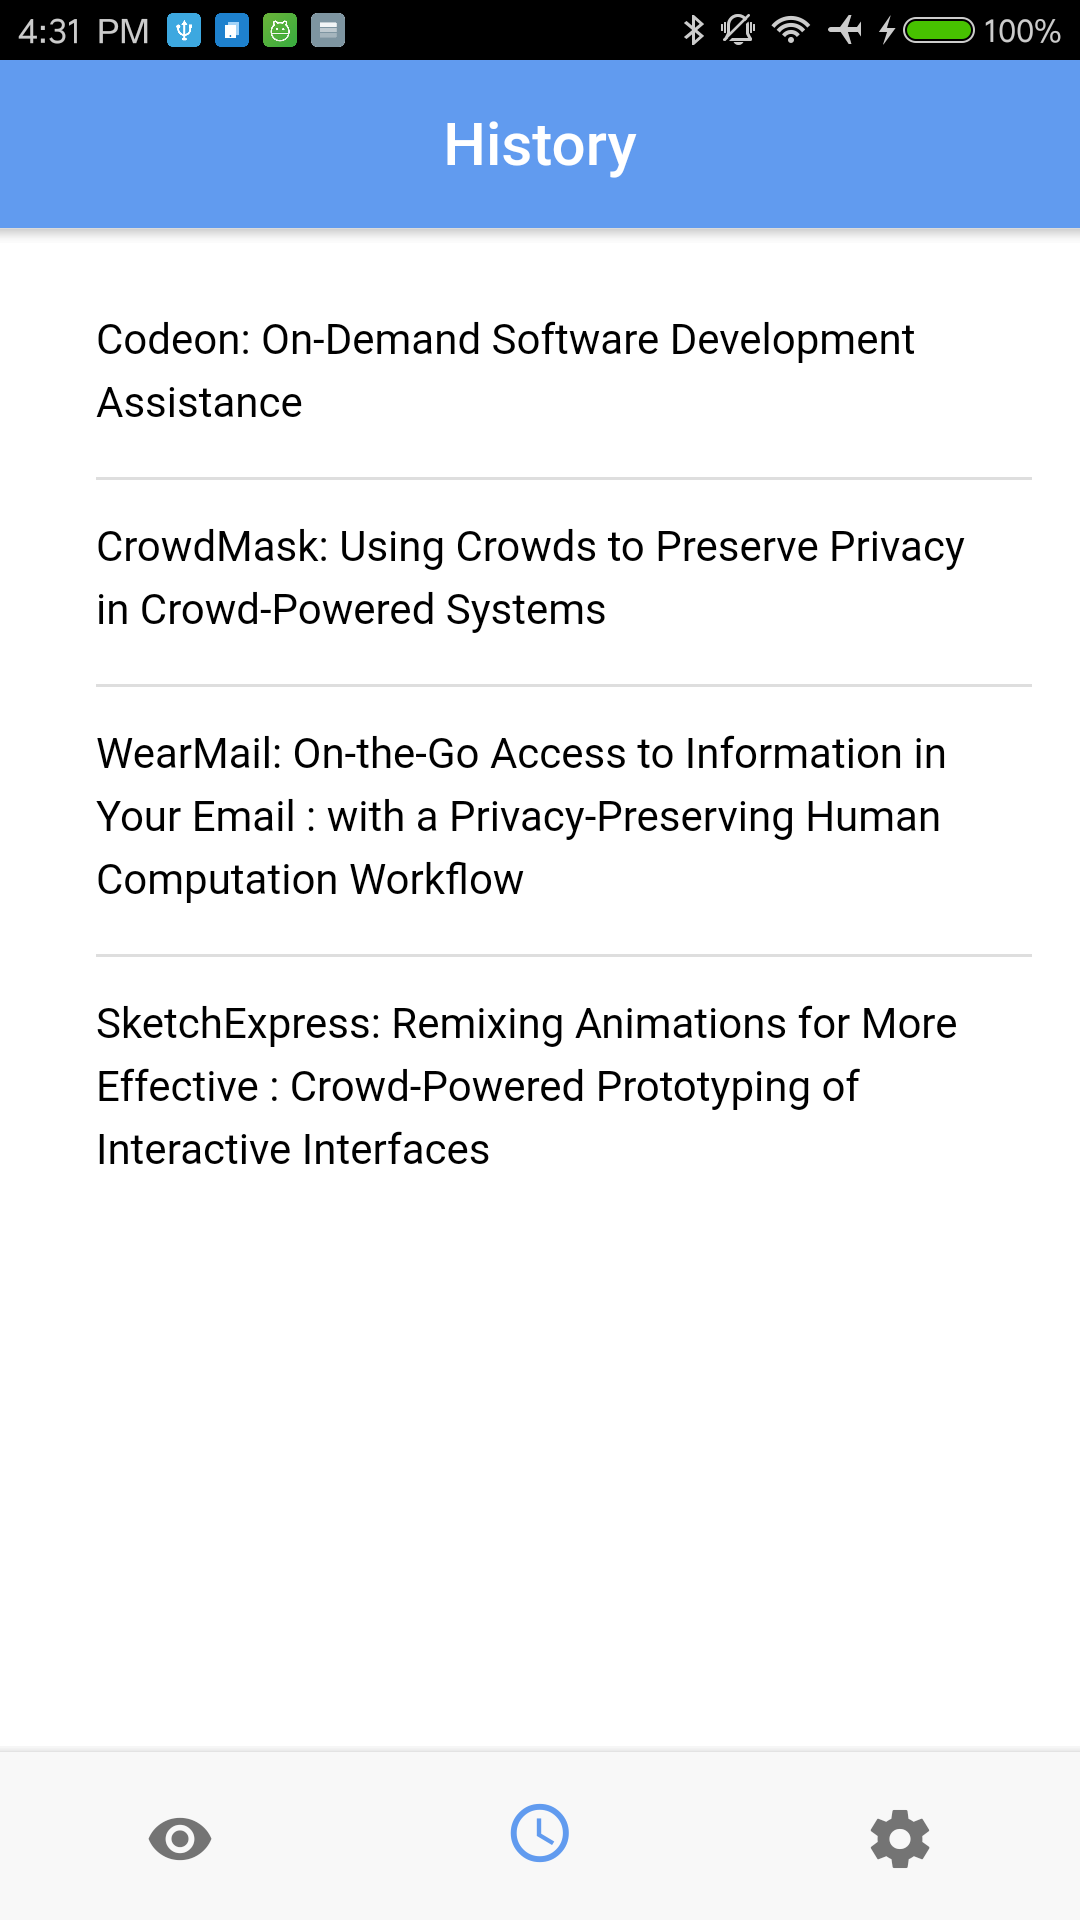 4:31 PM
100%
History
Codeon: On-Demand Software Development
Assistance
CrowdMask: Using Crowds to Preserve Privacy
in Crowd-Powered Systems
WearMail: On-the-Go Access to Information in
Your Email : with a Privacy-Preserving Human
Computation Workflow
SketchExpress: Remixing Animations for More
Effective : Crowd-Powered Prototyping of
Interactive Interfaces